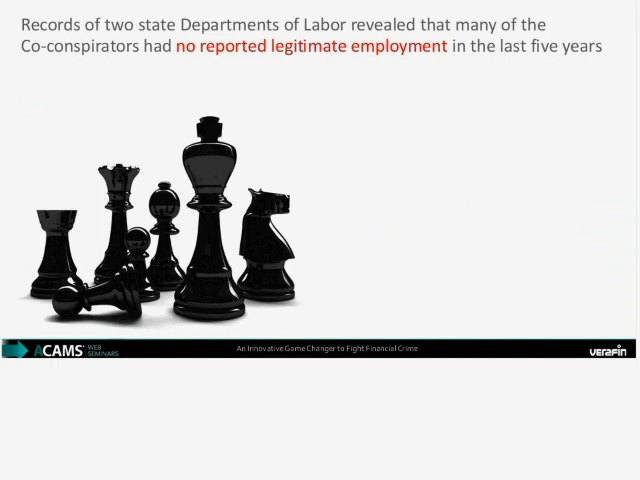 Records of two state Departments of Labor revealed that many of the
Co-conspirators had no reported legitimate employment in the last five years
ACAMS® WEB SEMINARS
An Innovative Game Changer to Fight Financial Crime
verafin